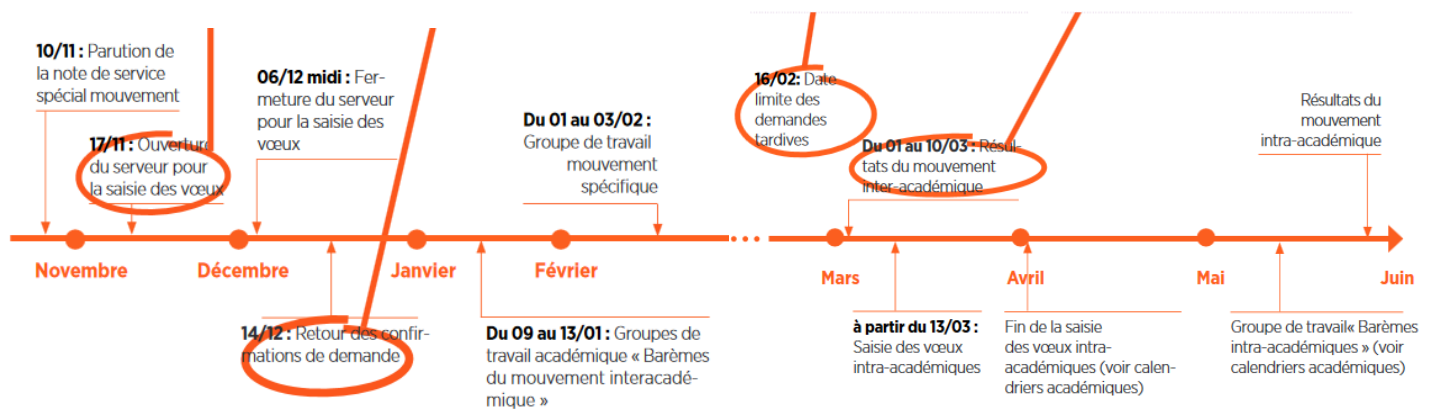 10/11 : Parution de
la note de service
spécial mouvement
17/11 : Ouverture
du serveur pour
la saisie des vœux
06/12 midi : Fer-
meture du serveur
pour la saisie des
vœux
Du 01 au 03/02 :
Groupe de travail
mouvement
spécifique
16/02: Date
limite des
demandes
tardives
Du 01 au 10/03 : Résul-
tats du mouvement
inter-académique
Résultats du
mouvement
intra-académique
Novembre
Décembre
Janvier
Février
Mars
Avril
Mai
Juin
14/12 : Retour des confir-
mations de demande
Du 09 au 13/01 : Groupes de
travail académique « Barèmes
du mouvement interacadé-
mique »
à partir du 13/03 :
Saisie des vœux
intra-académiques
Fin de la saisie
des vœux intra-
académiques (voir calen-
driers académiques)
Groupe de travail« Barèmes
intra-académiques » (voir
calendriers académiques)